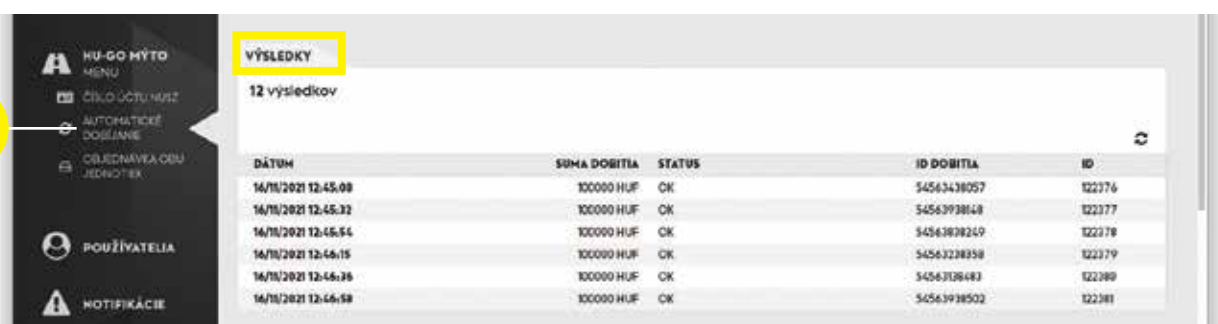 HU-GO MÝTO
MENU
ČÍSLO ÚČTU NUSZ
AUTOMATICKÉ
DOBÍJANIE
OBJEDNÁVKA OBU
JEDNOTIEK
POUŽÍVATELIA
NOTIFIKÁCIE
VÝSLEDKY
12 výsledkov
DÁTUM SUMA DOBITIA STATUS ID DOBITIA ID
16/11/2021 12:45:08 100000 HUF OK 54563438057 122376
16/11/2021 12:45:32 100000 HUF OK 54563938148 122377
16/11/2021 12:45:54 100000 HUF OK 54563838249 122378
16/11/2021 12:46:15 100000 HUF OK 54563238358 122379
16/11/2021 12:46:36 100000 HUF OK 54563138483 122380
16/11/2021 12:46:58 100000 HUF OK 54563938502 122381